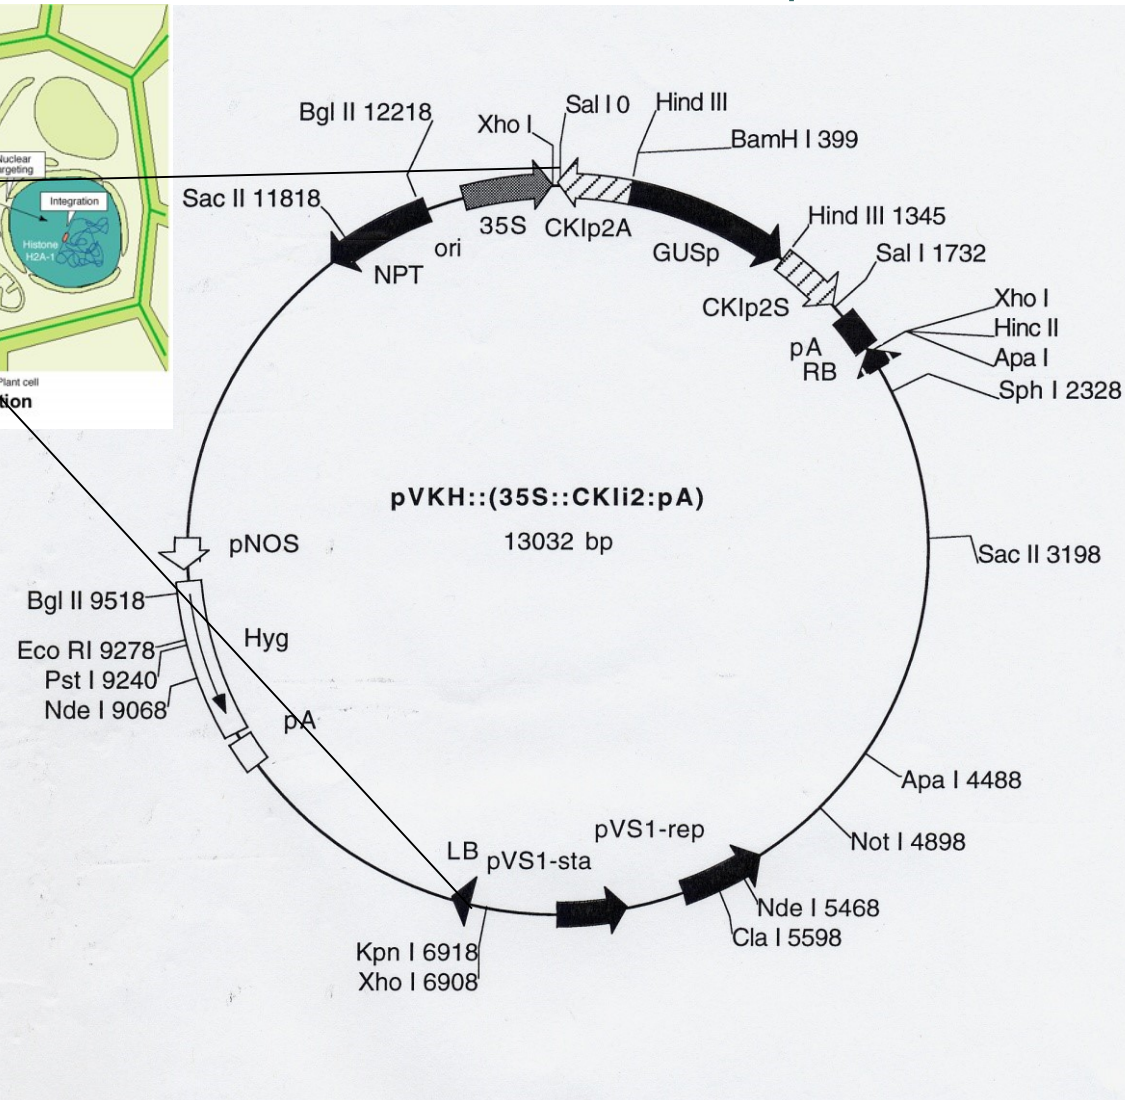 Nuclear
Integration
Histone
H2A-1
Plant cell
Bgl II 12218
Xho I
Sal I 0
Hind III
BamH I 399
Sac II 11818
35S
CKIp2A
Hind III 1345
ori
GUSp
Sal I 1732
NPT
CKIp2S
Xho I
Hinc II
pA
Apa I
RB
Sph I 2328
pVKH::(35S::CKIi2:pA)
13032 bp
pNOS
Sac II 3198
Bgl II 9518
Hyg
Eco RI 9278
Pst I 9240
Nde I 9068
pA
Apa I 4488
pVS1-rep
Not I 4898
LB
pVS1-sta
Nde I 5468
Cla I 5598
Kpn I 6918
Xho I 6908